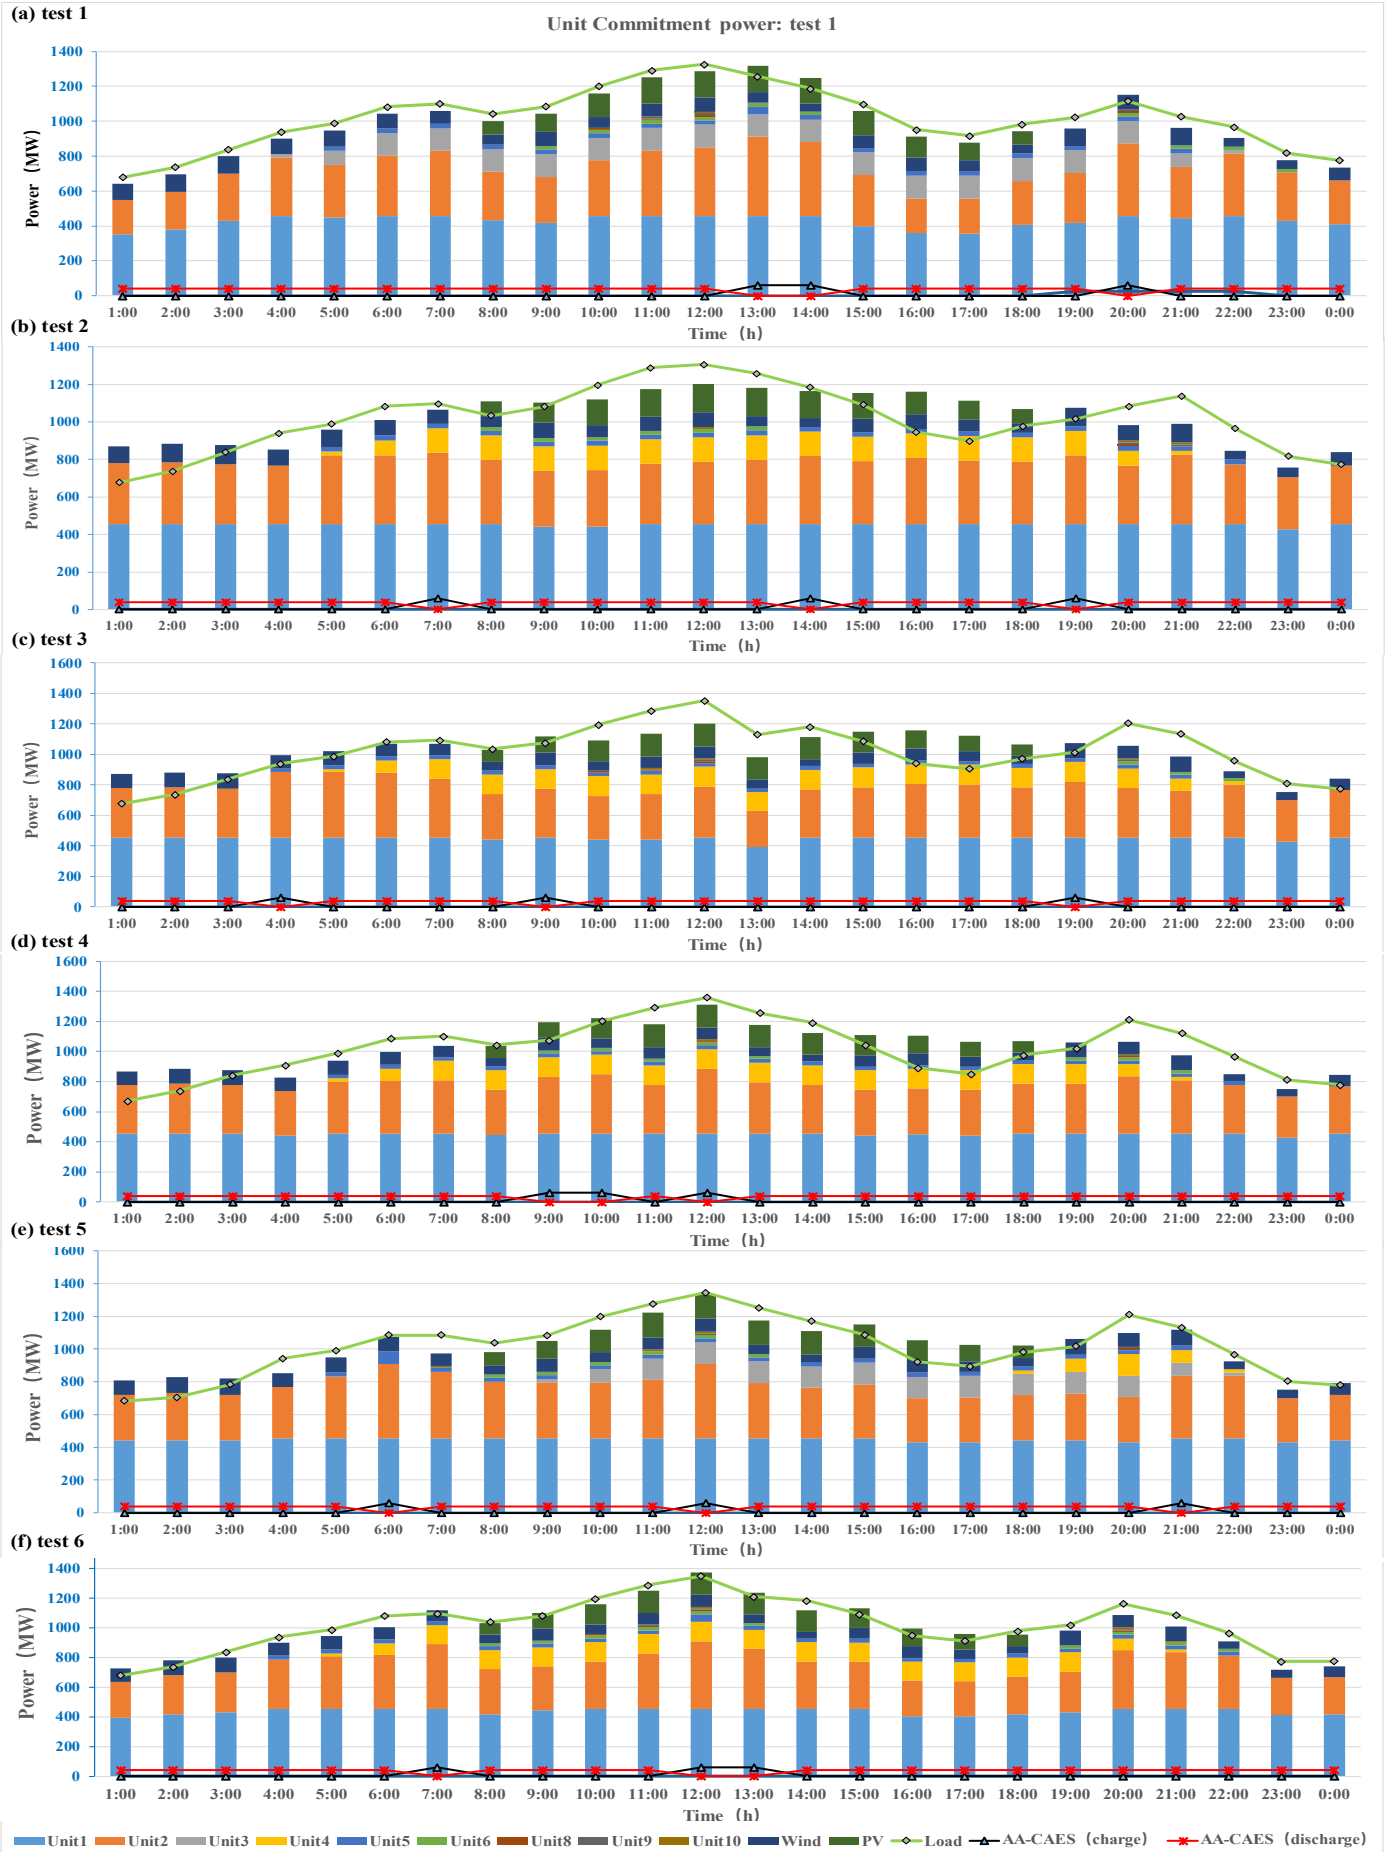 (a) test 1
Unit Commitment power: test 1
1400
1200
1000
800
600
400
200
0
Power (MW)
1:00 2:00 3:00 4:00 5:00 6:00 7:00 8:00 9:00 10:00 11:00 12:00 13:00 14:00 15:00 16:00 17:00 18:00 19:00 20:00 21:00 22:00 23:00 0:00
Time (h)
(b) test 2
1400
1200
1000
800
600
400
200
0
Power (MW)
1:00 2:00 3:00 4:00 5:00 6:00 7:00 8:00 9:00 10:00 11:00 12:00 13:00 14:00 15:00 16:00 17:00 18:00 19:00 20:00 21:00 22:00 23:00 0:00
Time (h)
(c) test 3
1600
1400
1200
1000
800
600
400
200
0
Power (MW)
1:00 2:00 3:00 4:00 5:00 6:00 7:00 8:00 9:00 10:00 11:00 12:00 13:00 14:00 15:00 16:00 17:00 18:00 19:00 20:00 21:00 22:00 23:00 0:00
Time (h)
(d) test 4
1600
1400
1200
1000
800
600
400
200
0
Power (MW)
1:00 2:00 3:00 4:00 5:00 6:00 7:00 8:00 9:00 10:00 11:00 12:00 13:00 14:00 15:00 16:00 17:00 18:00 19:00 20:00 21:00 22:00 23:00 0:00
Time (h)
(e) test 5
1600
1400
1200
1000
800
600
400
200
0
Power (MW)
1:00 2:00 3:00 4:00 5:00 6:00 7:00 8:00 9:00 10:00 11:00 12:00 13:00 14:00 15:00 16:00 17:00 18:00 19:00 20:00 21:00 22:00 23:00 0:00
Time (h)
(f) test 6
1400
1200
1000
800
600
400
200
0
Power (MW)
1:00 2:00 3:00 4:00 5:00 6:00 7:00 8:00 9:00 10:00 11:00 12:00 13:00 14:00 15:00 16:00 17:00 18:00 19:00 20:00 21:00 22:00 23:00 0:00
Time (h)
Unit1 Unit2 Unit3 Unit4 Unit5 Unit6 Unit8 Unit9 Unit10 Wind PV Load AA-CAES (charge) AA-CAES (discharge)